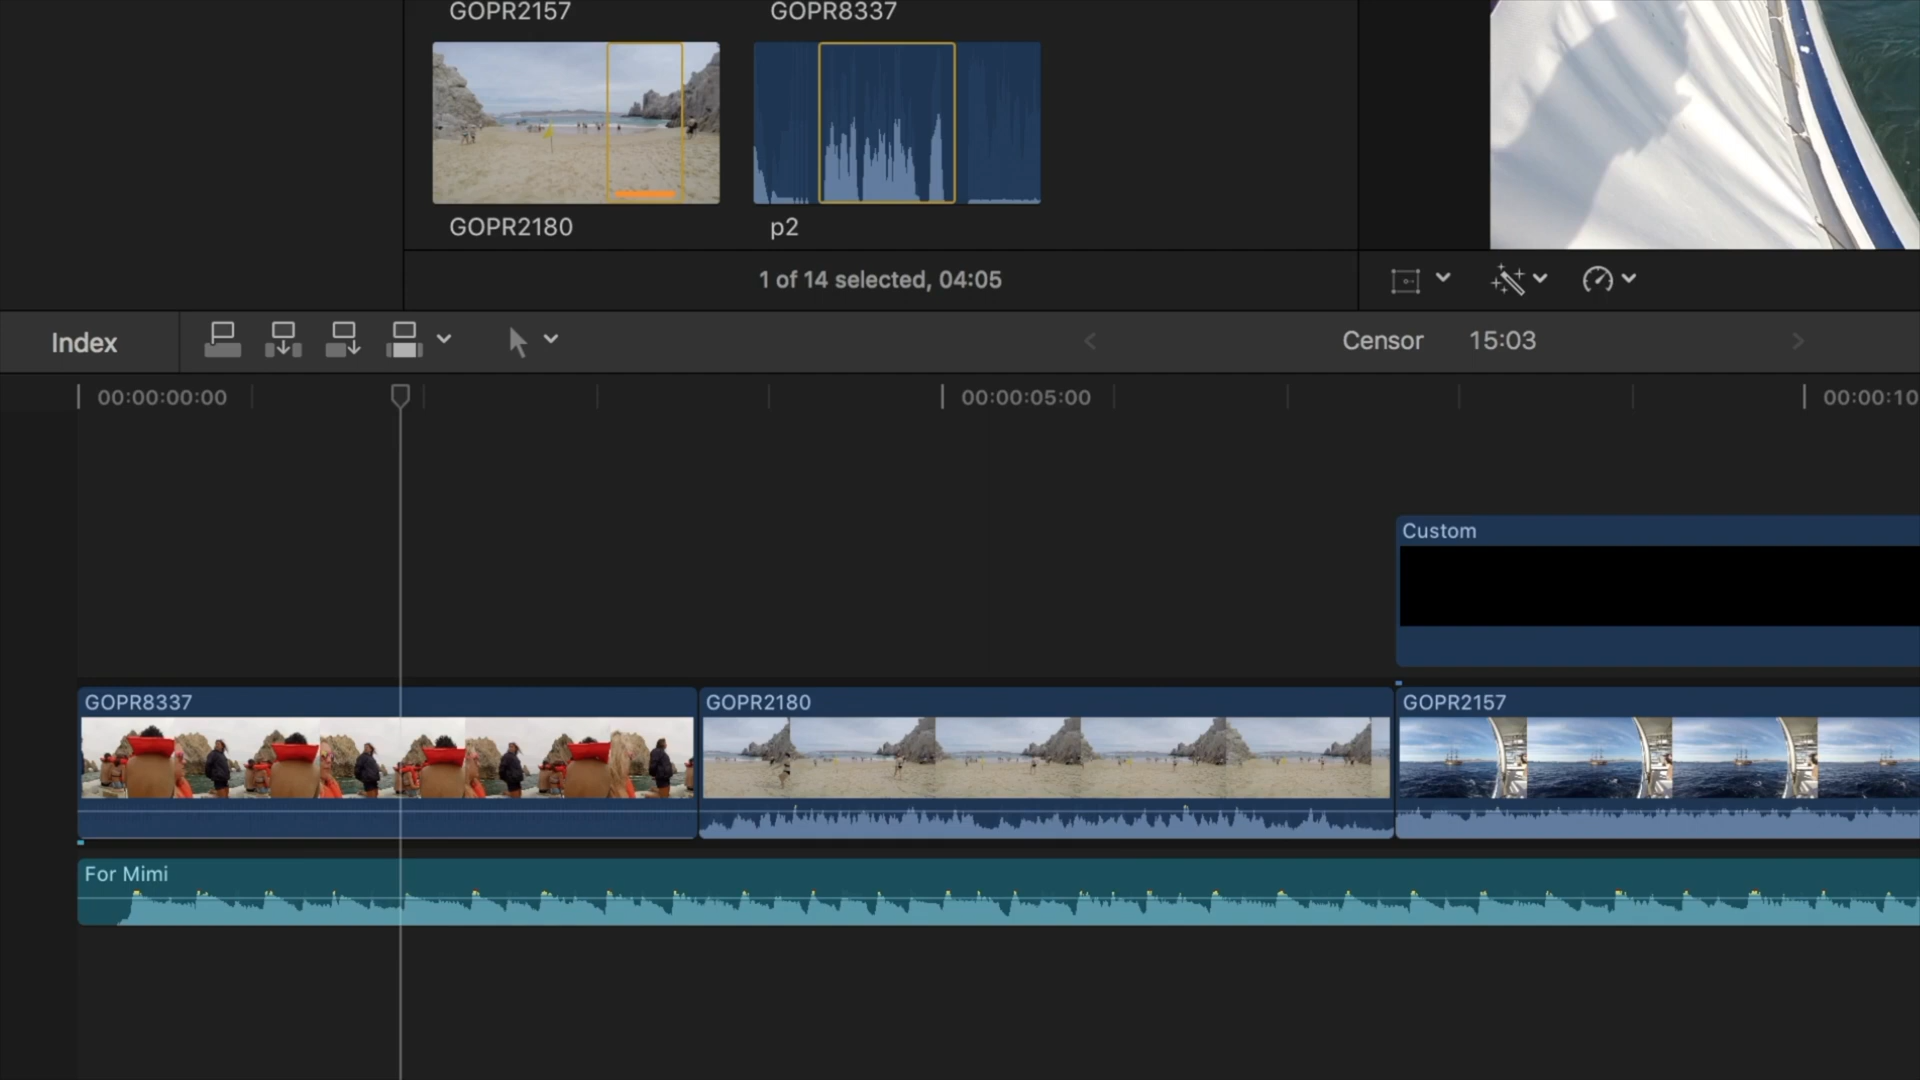 GOPR2157
GOPR8337
GOPR2180
p2
1 of 14 selected, 04:05
Index
Censor
15:03
00:00:00:00
00:00:05:00
00:00:10
Custom
GOPR8337
GOPR2180
GOPR2157
For Mimi